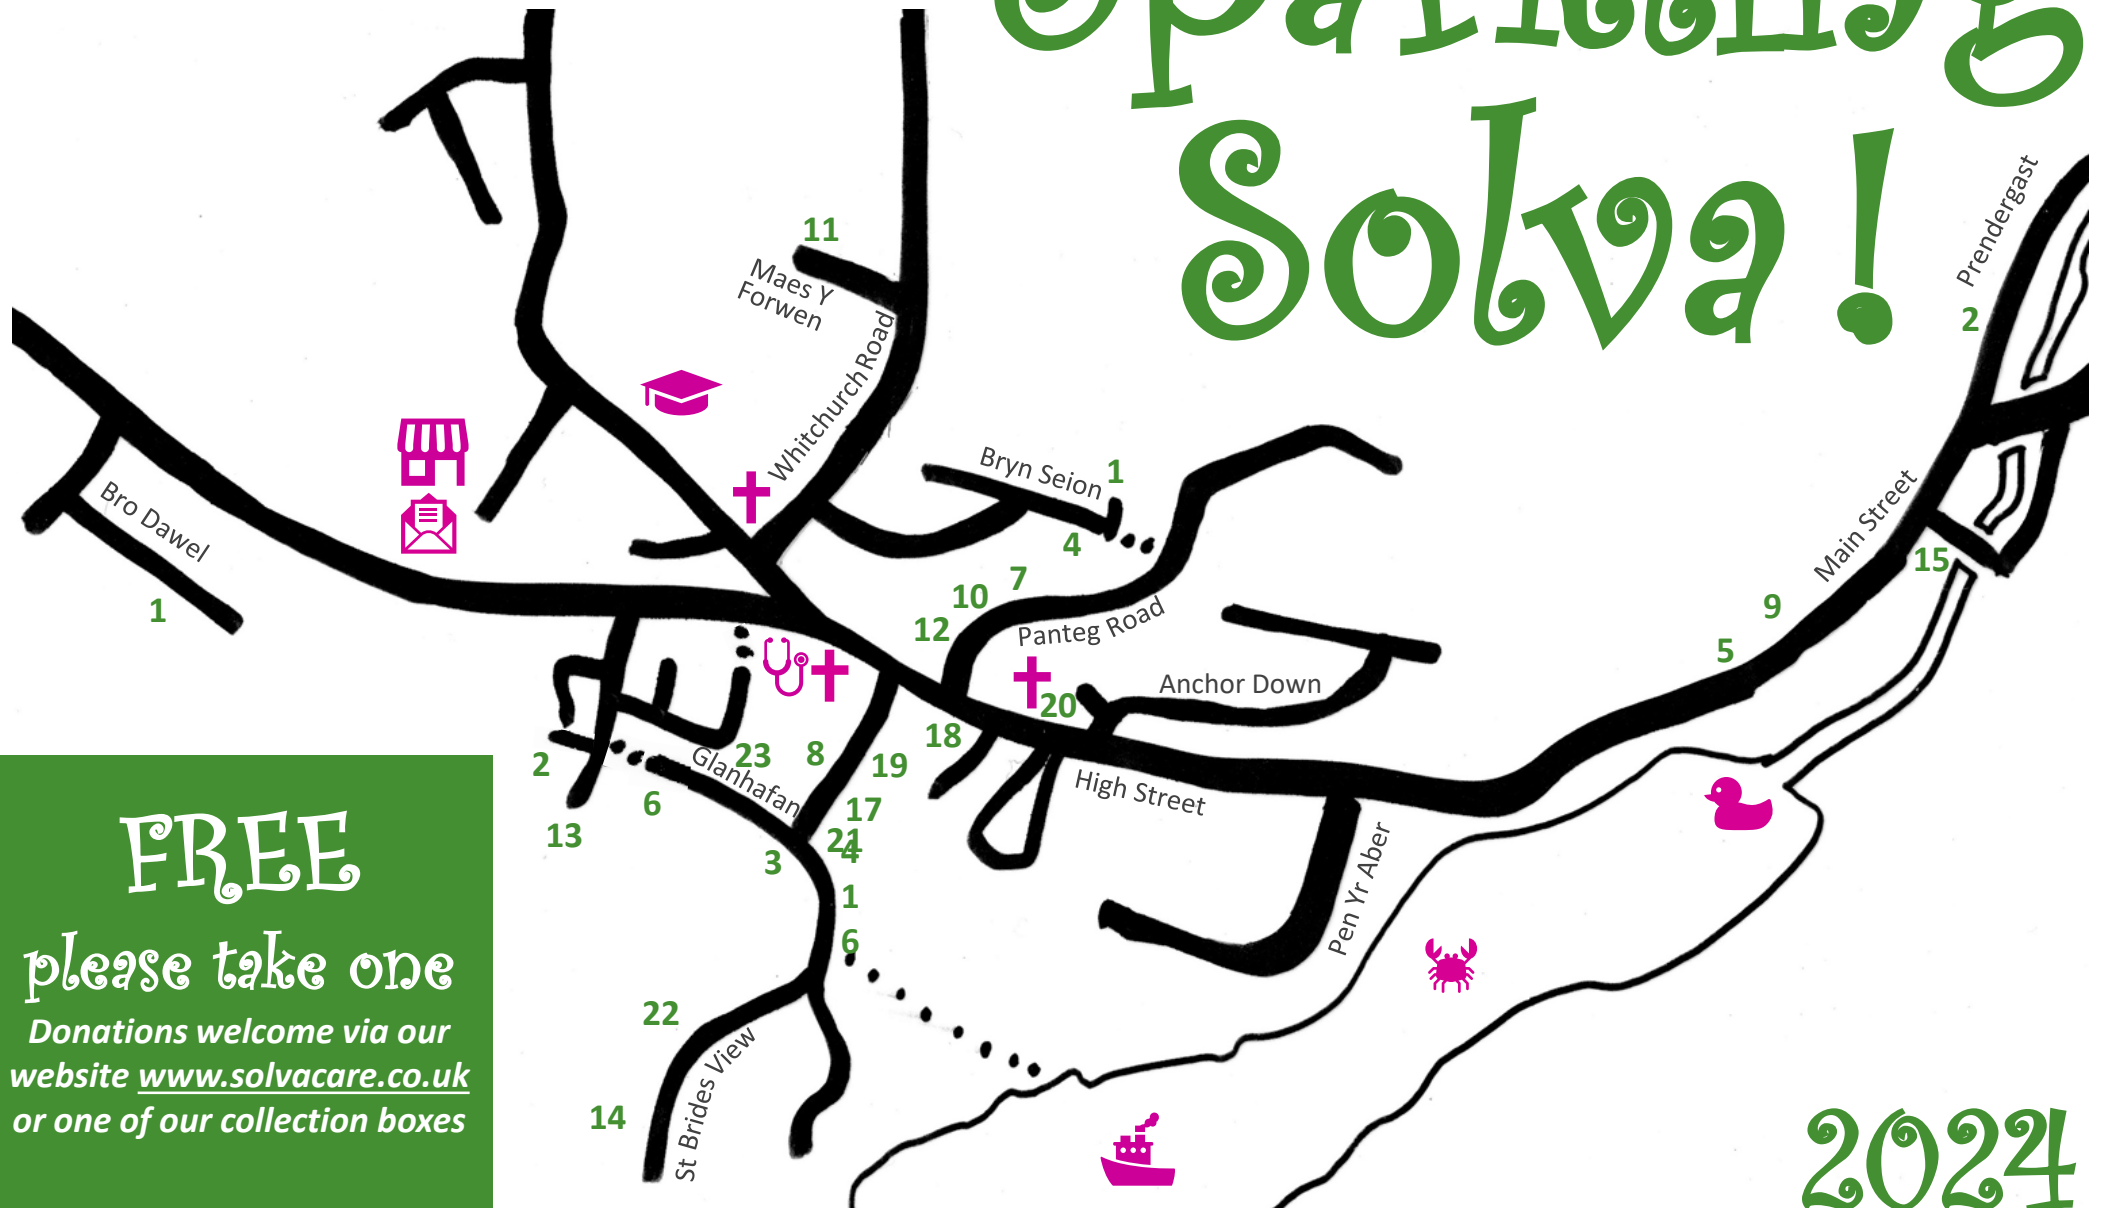 Sparkling
Solva!
Prendergast
2
11
Maes Y
Forwen
Whitchurch Road
Bryn Seion
1
4
Bro Dawel
1
7
10
12
Panteg Road
Main Street
15
9
5
Anchor Down
20
18
High Street
23
8
19
Glanhafan
2
6
13
17
21
4
3
1
6
Pen Yr Aber
22
14
St Brides View
FREE
please take one
Donations welcome via our
website www.solvacare.co.uk
or one of our collection boxes
2024